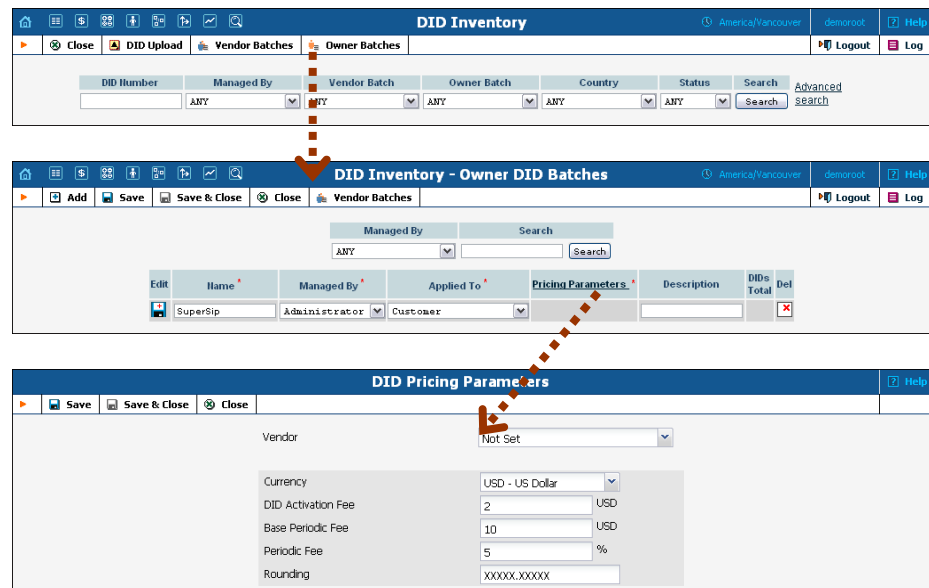 DID Inventory America/Vancouver demoroot ? Help
Close DID Upload Vendor Batches Owner Batches Logout Log
DID Number Managed By Vendor Batch Owner Batch Country Status Search Advanced search
ANY ANY ANY ANY ANY Search
DID Inventory - Owner DID Batches America/Vancouver demoroot ? Help
Add Save Save & Close Close Vendor Batches Logout Log
Managed By Search
ANY Search
Edit Name * Managed By * Applied To * Pricing Parameters * Description DIDs Total Del
SuperSip Administrator Customer
DID Pricing Parameters ? Help
Save Save & Close Close
Vendor Not Set
Currency USD - US Dollar
DID Activation Fee 2 USD
Base Periodic Fee 10 USD
Periodic Fee 5 %
Rounding XXXXX.XXXXX